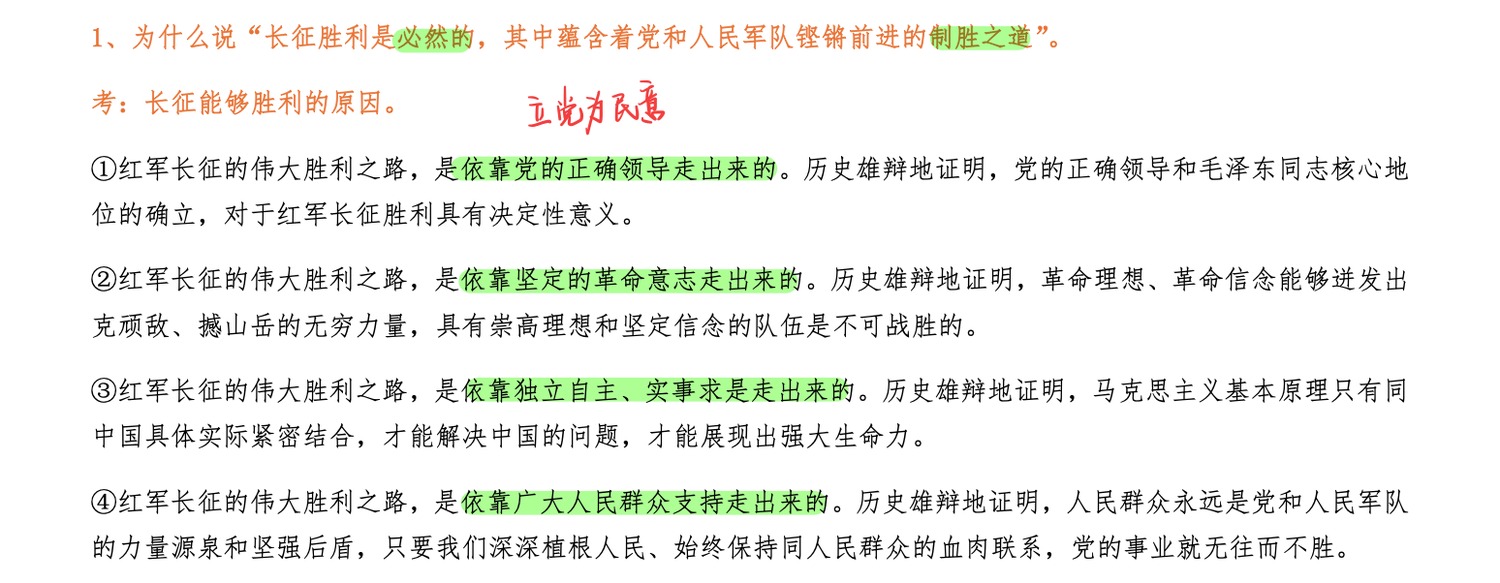 1、为什么说“长征胜利是必然的，其中蕴含着党和人民军队铿锵前进的制胜之道”。
考：长征能够胜利的原因。
立党为民意
①红军长征的伟大胜利之路，是依靠党的正确领导走出来的。历史雄辩地证明，党的正确领导和毛泽东同志核心地
位的确立，对于红军长征胜利具有决定性意义。
②红军长征的伟大胜利之路，是依靠坚定的革命意志走出来的。历史雄辩地证明，革命理想、革命信念能够迸发出
克顽敌、撼山岳的无穷力量，具有崇高理想和坚定信念的队伍是不可战胜的。
③红军长征的伟大胜利之路，是依靠独立自主、实事求是走出来的。历史雄辩地证明，马克思主义基本原理只有同
中国具体实际紧密结合，才能解决中国的问题，才能展现出强大生命力。
④红军长征的伟大胜利之路，是依靠广大人民群众支持走出来的。历史雄辩地证明，人民群众永远是党和人民军队
的力量源泉和坚强后盾，只要我们深深植根人民、始终保持同人民群众的血肉联系，党的事业就无往而不胜。